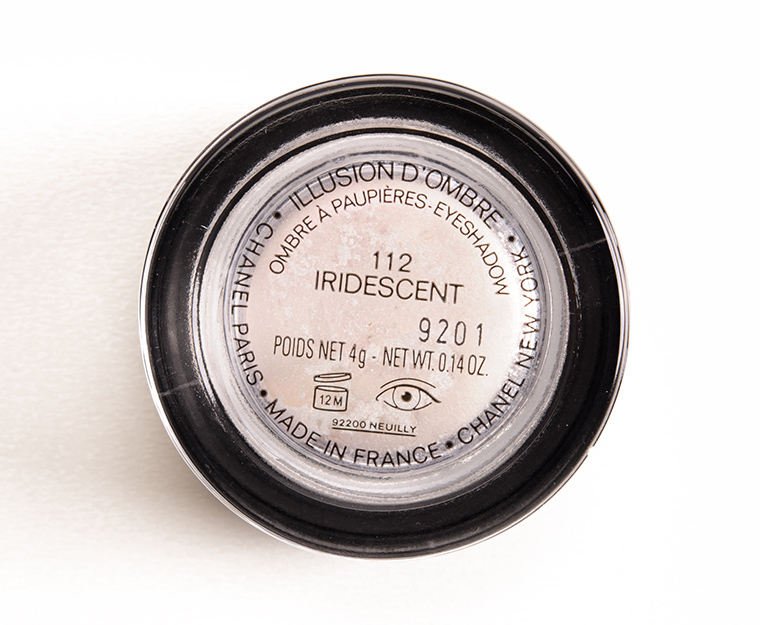 ILLUSION D'OMBRE •
OMBRE À PAUPIÈRES-EYESHADOW
112
IRIDESCENT
9201
POIDS NET 4g - NET WT. 0.14 OZ.
12 M
92200 NEUILLY
CHANEL PARIS • MADE IN FRANCE • CHANEL NEW YORK •